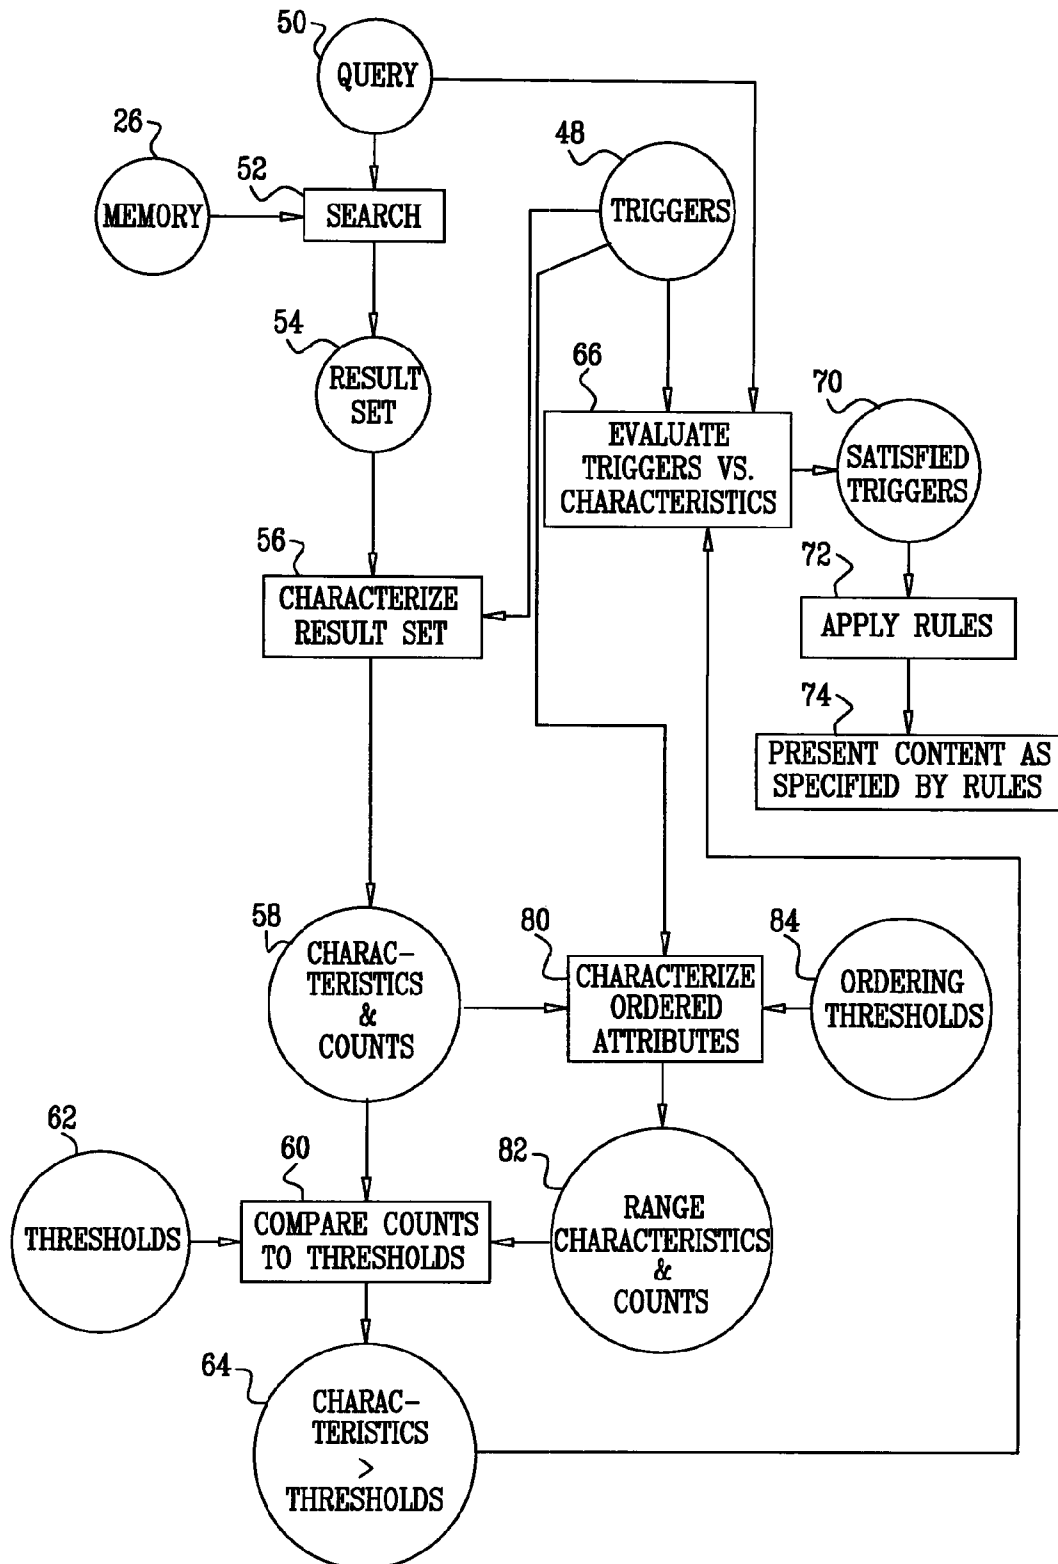 50
QUERY
26
MEMORY
52
SEARCH
48
TRIGGERS
54
RESULT
SET
66
EVALUATE
TRIGGERS VS.
CHARACTERISTICS
70
SATISFIED
TRIGGERS
56
CHARACTERIZE
RESULT SET
72
APPLY RULES
74
PRESENT CONTENT AS
SPECIFIED BY RULES
58
CHARAC-
TERISTICS
&
COUNTS
80
CHARACTERIZE
ORDERED
ATTRIBUTES
84
ORDERING
THRESHOLDS
62
THRESHOLDS
60
COMPARE COUNTS
TO THRESHOLDS
82
RANGE
CHARACTERISTICS
&
COUNTS
64
CHARAC-
TERISTICS
>
THRESHOLDS